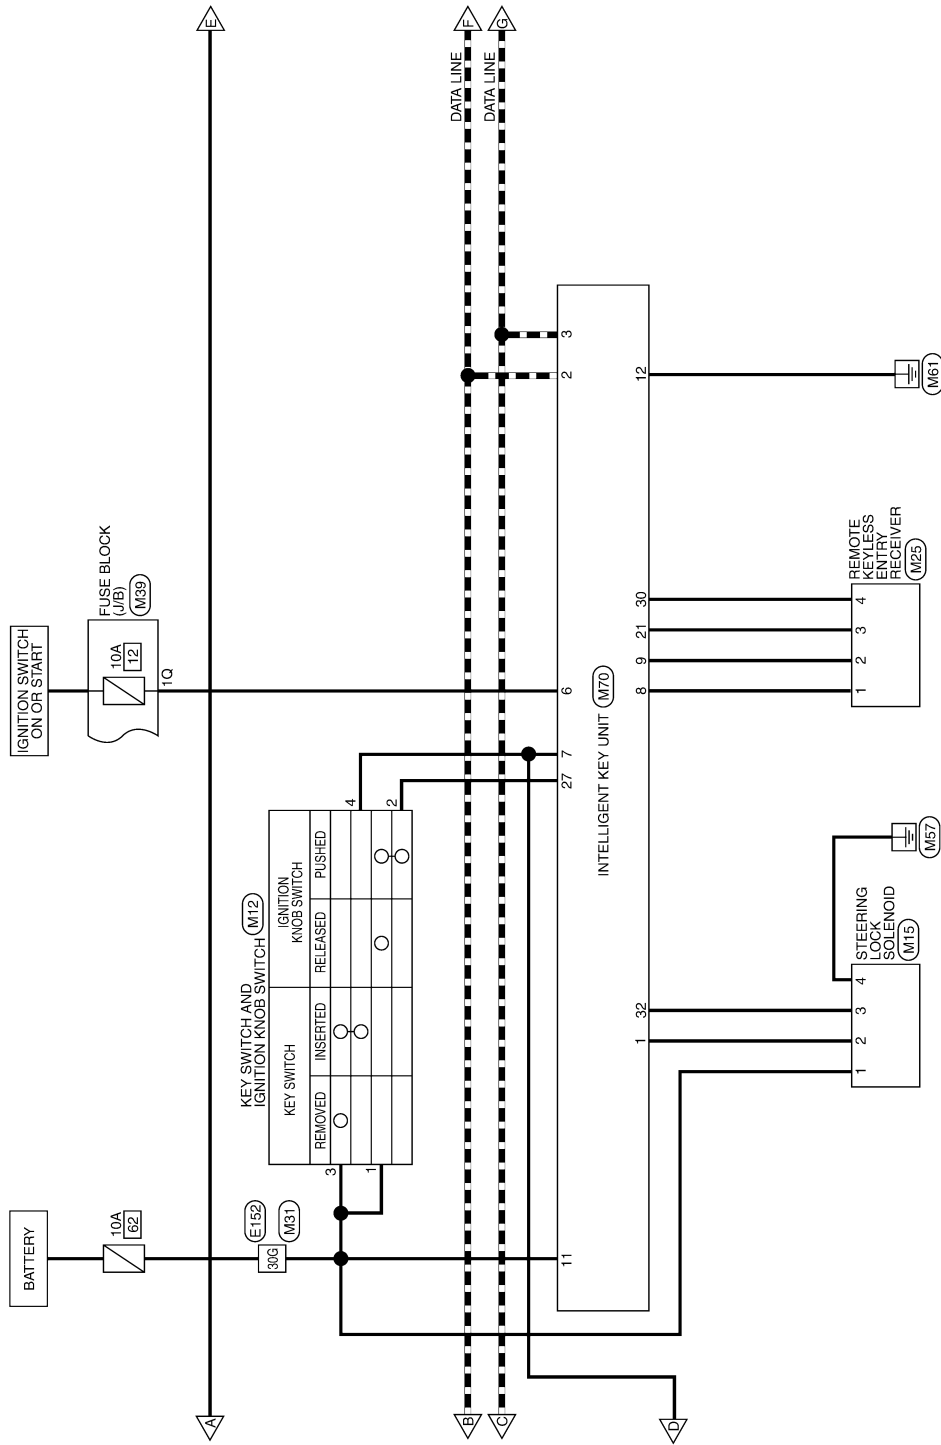 E
F
G
DATA LINE
DATA LINE
FUSE BLOCK
(J/B)
M39
IGNITION SWITCH
ON OR START
10A
12
1Q
3
2
12
M61
6
7
27
30
21
9
8
INTELLIGENT KEY UNIT
M70
REMOTE
KEYLESS
ENTRY
RECEIVER
M25
4
3
2
1
KEY SWITCH AND
IGNITION KNOB SWITCH
M12
4
2
KEY SWITCH
IGNITION
KNOB SWITCH
REMOVED
INSERTED
RELEASED
PUSHED
3
1
M57
STEERING
LOCK
SOLENOID
M15
32
1
4
3
2
1
BATTERY
10A
62
E152
M31
30G
11
A
B
C
D